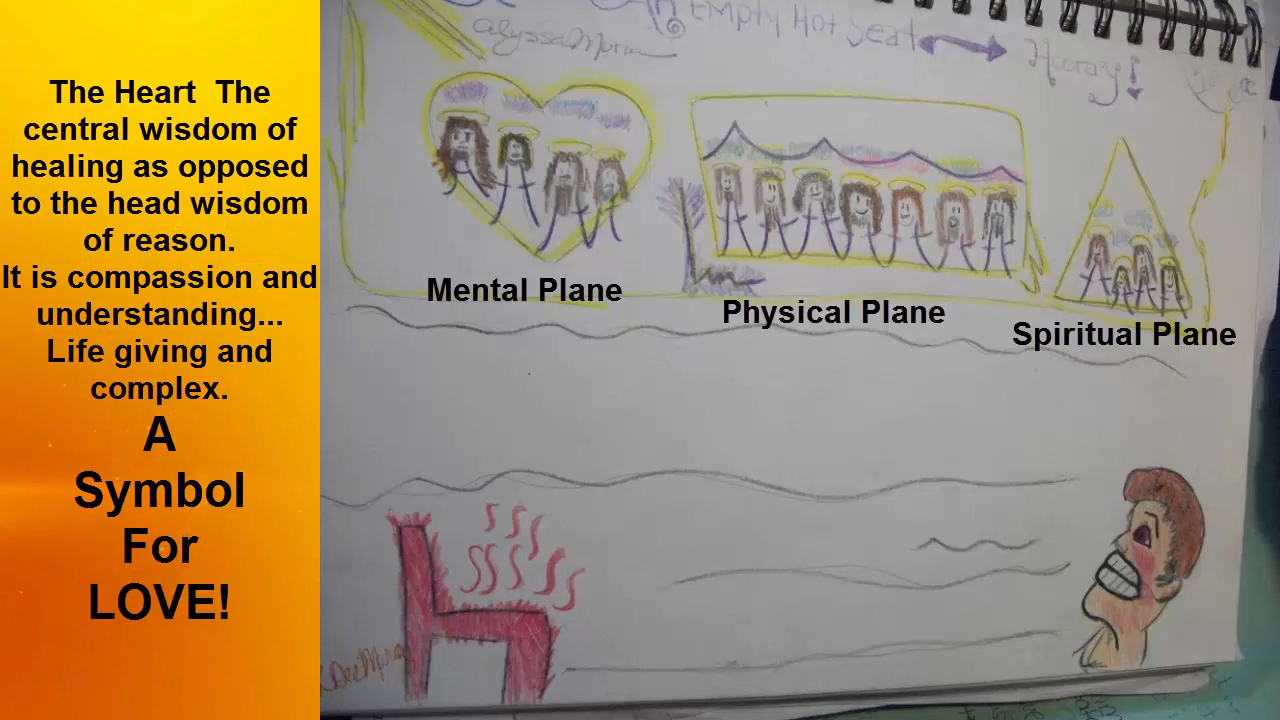 The Heart The
central wisdom of
healing as opposed
to the head wisdom
of reason.
It is compassion and
understanding...
Life giving and
complex.
A
Symbol
For
LOVE!
An Empty Hot Seat
Hooray!
Mental Plane
Physical Plane
Spiritual Plane